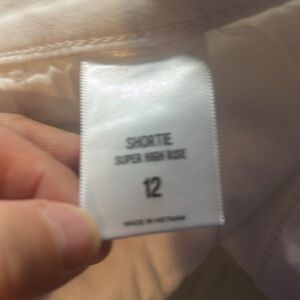 SHORTIE
SUPER HIGH RISE
12
MADE IN VIETNAM